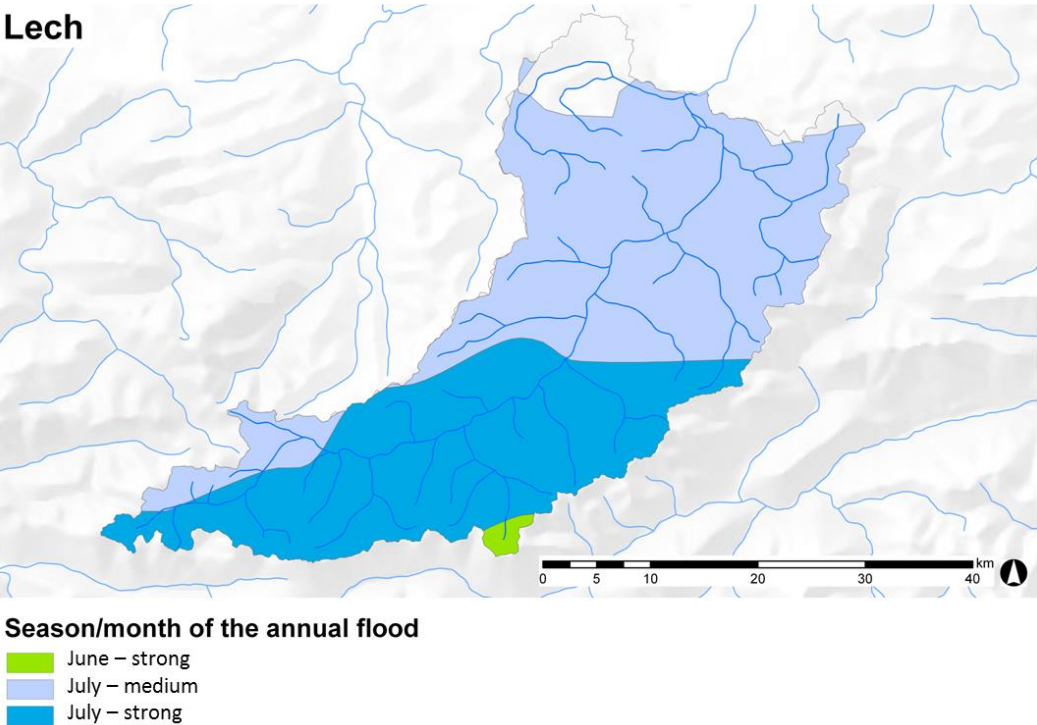 Lech
km
0 5 10 20 30 40
Season/month of the annual flood
June – strong
July – medium
July – strong